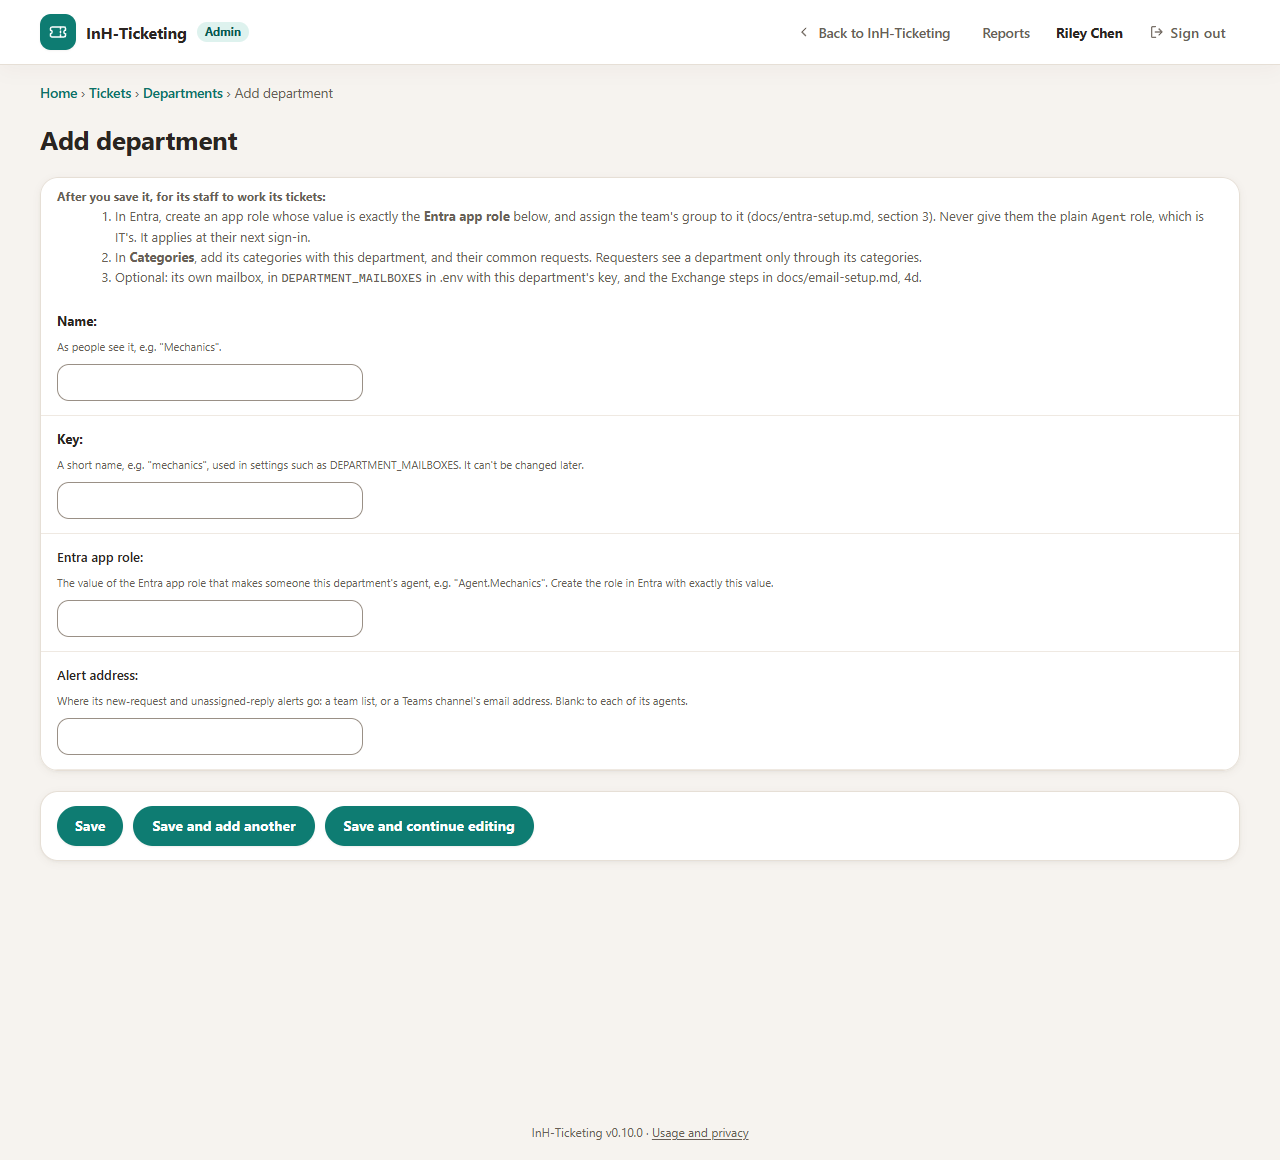 InH-Ticketing Admin
Back to InH-Ticketing Reports Riley Chen Sign out
Home › Tickets › Departments › Add department
Add department
After you save it, for its staff to work its tickets:
1. In Entra, create an app role whose value is exactly the Entra app role below, and assign the team's group to it (docs/entra-setup.md, section 3). Never give them the plain Agent role, which is
IT's. It applies at their next sign-in.
2. In Categories, add its categories with this department, and their common requests. Requesters see a department only through its categories.
3. Optional: its own mailbox, in DEPARTMENT_MAILBOXES in .env with this department's key, and the Exchange steps in docs/email-setup.md, 4d.
Name:
As people see it, e.g. "Mechanics".
Key:
A short name, e.g. "mechanics", used in settings such as DEPARTMENT_MAILBOXES. It can't be changed later.
Entra app role:
The value of the Entra app role that makes someone this department's agent, e.g. "Agent.Mechanics". Create the role in Entra with exactly this value.
Alert address:
Where its new-request and unassigned-reply alerts go: a team list, or a Teams channel's email address. Blank: to each of its agents.
Save Save and add another Save and continue editing
InH-Ticketing v0.10.0 · Usage and privacy